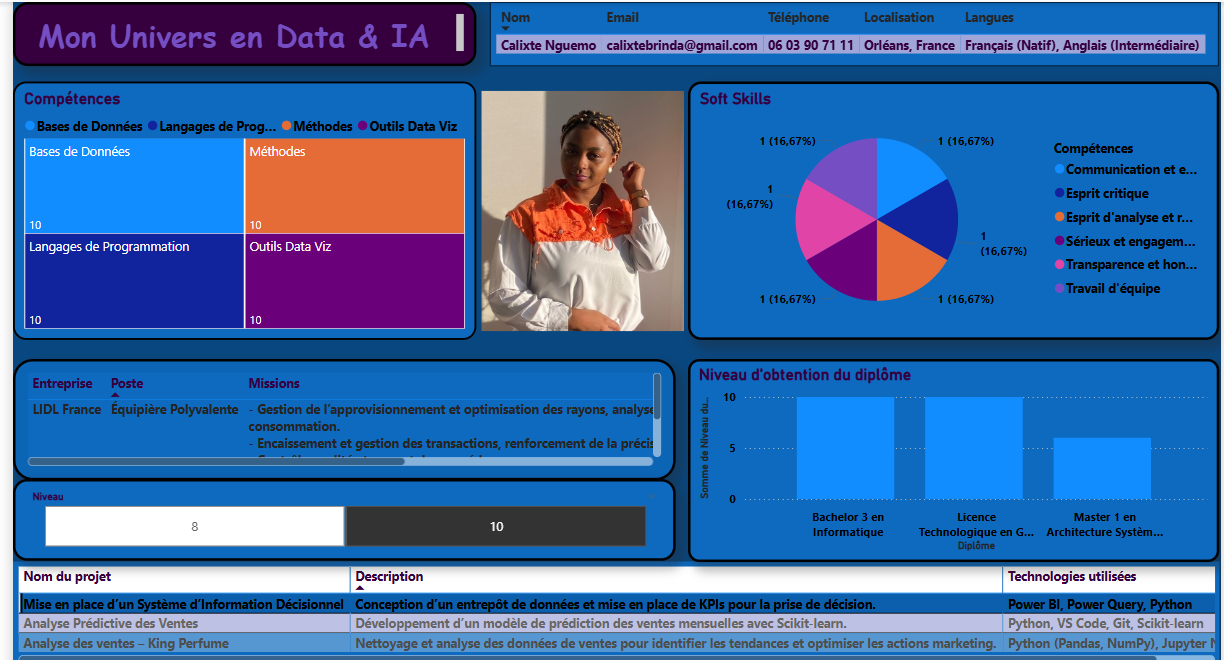 Mon Univers en Data & IA
Nom Email Téléphone Localisation Langues
Calixte Nguemo calixtebrinda@gmail.com 06 03 90 71 11 Orléans, France Français (Natif), Anglais (Intermédiaire)
Compétences
Bases de Données Langages de Prog... Méthodes Outils Data Viz
Bases de Données
10
Méthodes
10
Langages de Programmation
10
Outils Data Viz
10
Soft Skills
1 (16,67%)
1 (16,67%)
1
(16,67%)
1
(16,67%)
1 (16,67%)
1 (16,67%)
Compétences
Communication et e...
Esprit critique
Esprit d'analyse et r...
Sérieux et engagem...
Transparence et hon...
Travail d'équipe
Entreprise Poste Missions
LIDL France Équipière Polyvalente - Gestion de l'approvisionnement et optimisation des rayons, analyse
consommation.
- Encaissement et gestion des transactions, renforcement de la précis
Niveau
8
10
Niveau d'obtention du diplôme
Somme de Niveau du...
10
5
0
Bachelor 3 en
Informatique
Licence
Technologique en G...
Master 1 en
Architecture Systèm...
Diplôme
Nom du projet Description Technologies utilisées
Mise en place d'un Système d'Information Décisionnel Conception d'un entrepôt de données et mise en place de KPIs pour la prise de décision. Power BI, Power Query, Python
Analyse Prédictive des Ventes Développement d'un modèle de prédiction des ventes mensuelles avec Scikit-learn. Python, VS Code, Git, Scikit-learn
Analyse des ventes – King Perfume Nettoyage et analyse des données de ventes pour identifier les tendances et optimiser les actions marketing. Python (Pandas, NumPy), Jupyter